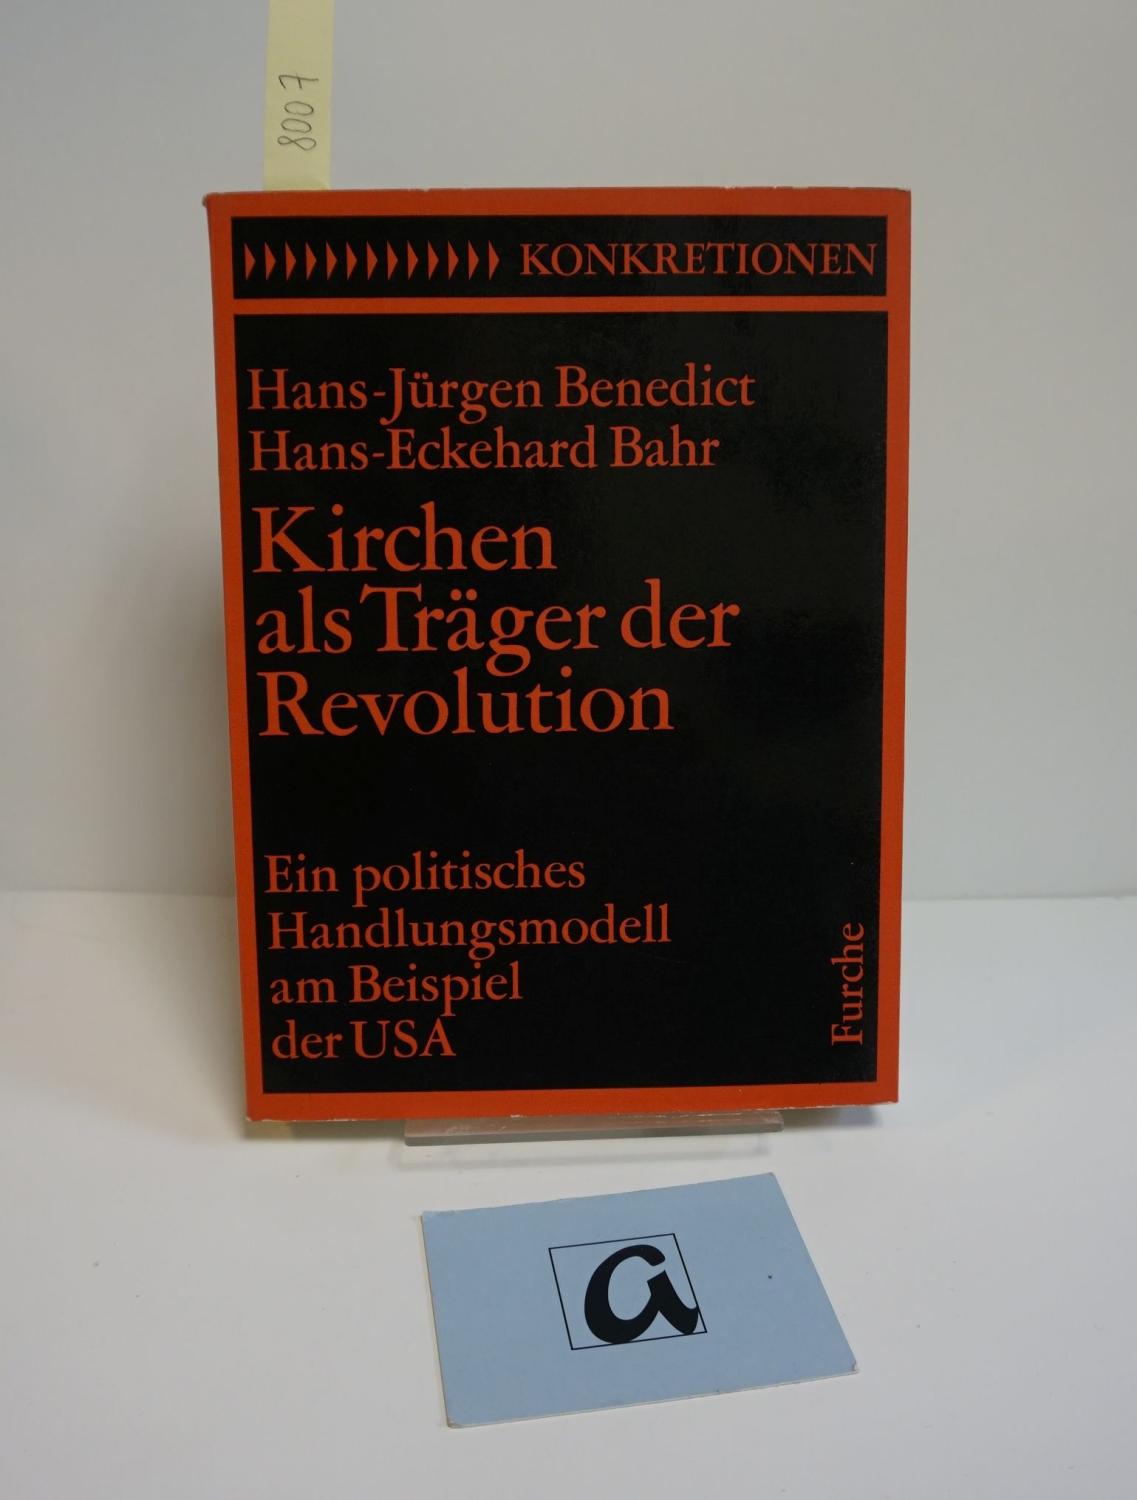 8007
KONKRETIONEN
Hans-Jürgen Benedict
Hans-Eckehard Bahr
Kirchen
als Träger der
Revolution
Ein politisches
Handlungsmodell
am Beispiel
der USA
Furche
a